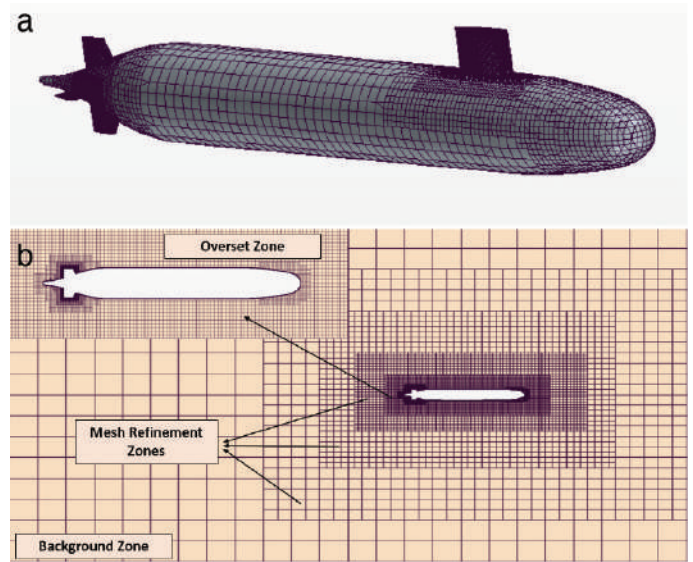 a
b
Overset Zone
Mesh Refinement
Zones
Background Zone